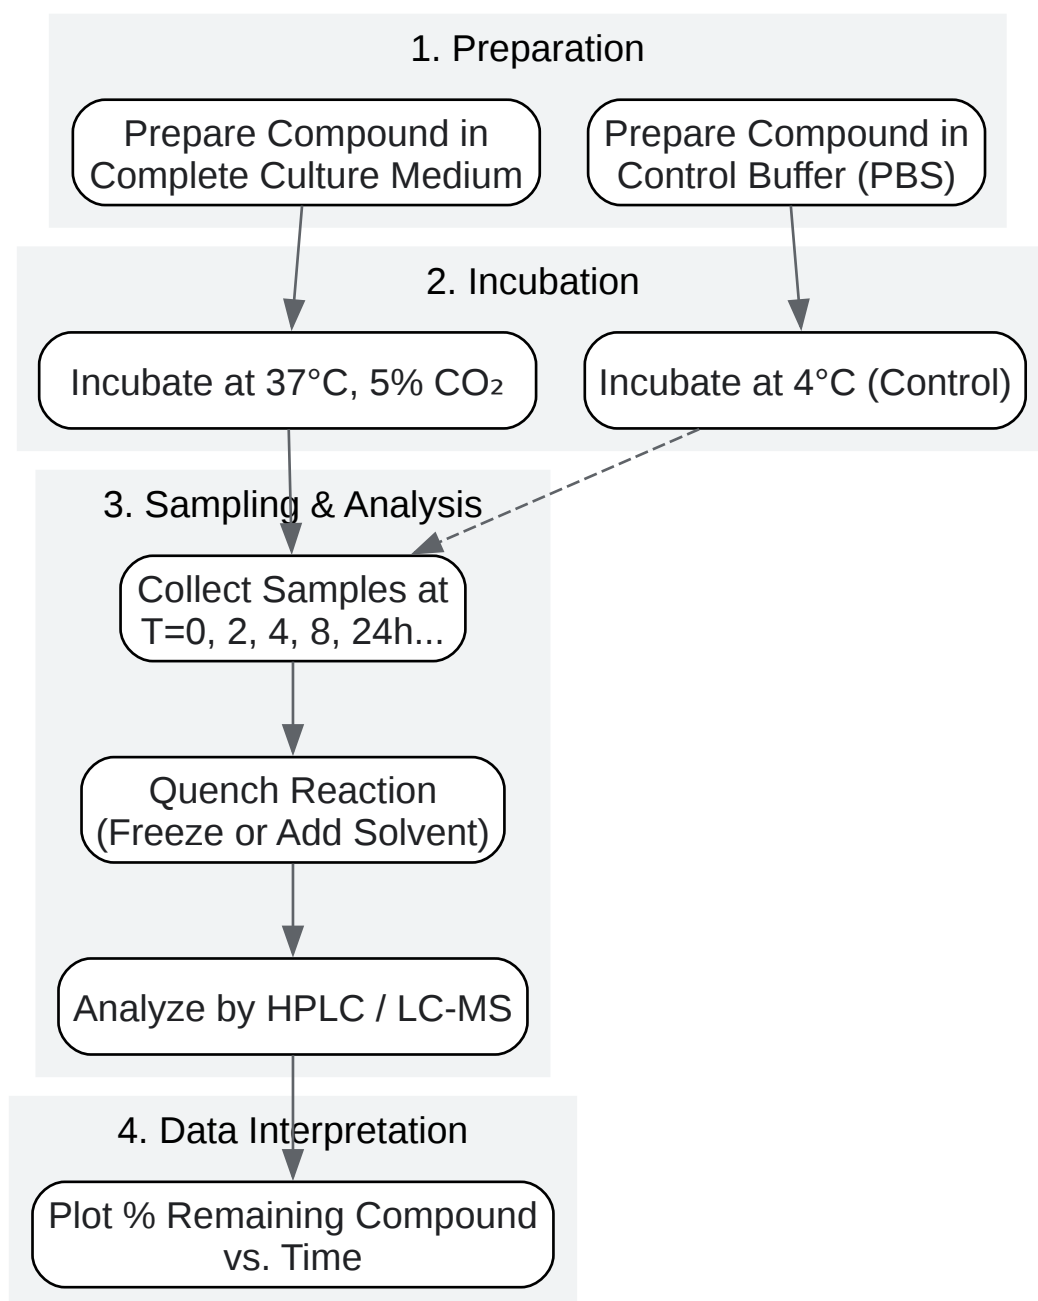 1. Preparation
Prepare Compound in
Complete Culture Medium
Prepare Compound in
Control Buffer (PBS)
2. Incubation
Incubate at 37°C, 5% CO₂
Incubate at 4°C (Control)
3. Sampling & Analysis
Collect Samples at
T=0, 2, 4, 8, 24h...
Quench Reaction
(Freeze or Add Solvent)
Analyze by HPLC / LC-MS
4. Data Interpretation
Plot % Remaining Compound
vs. Time